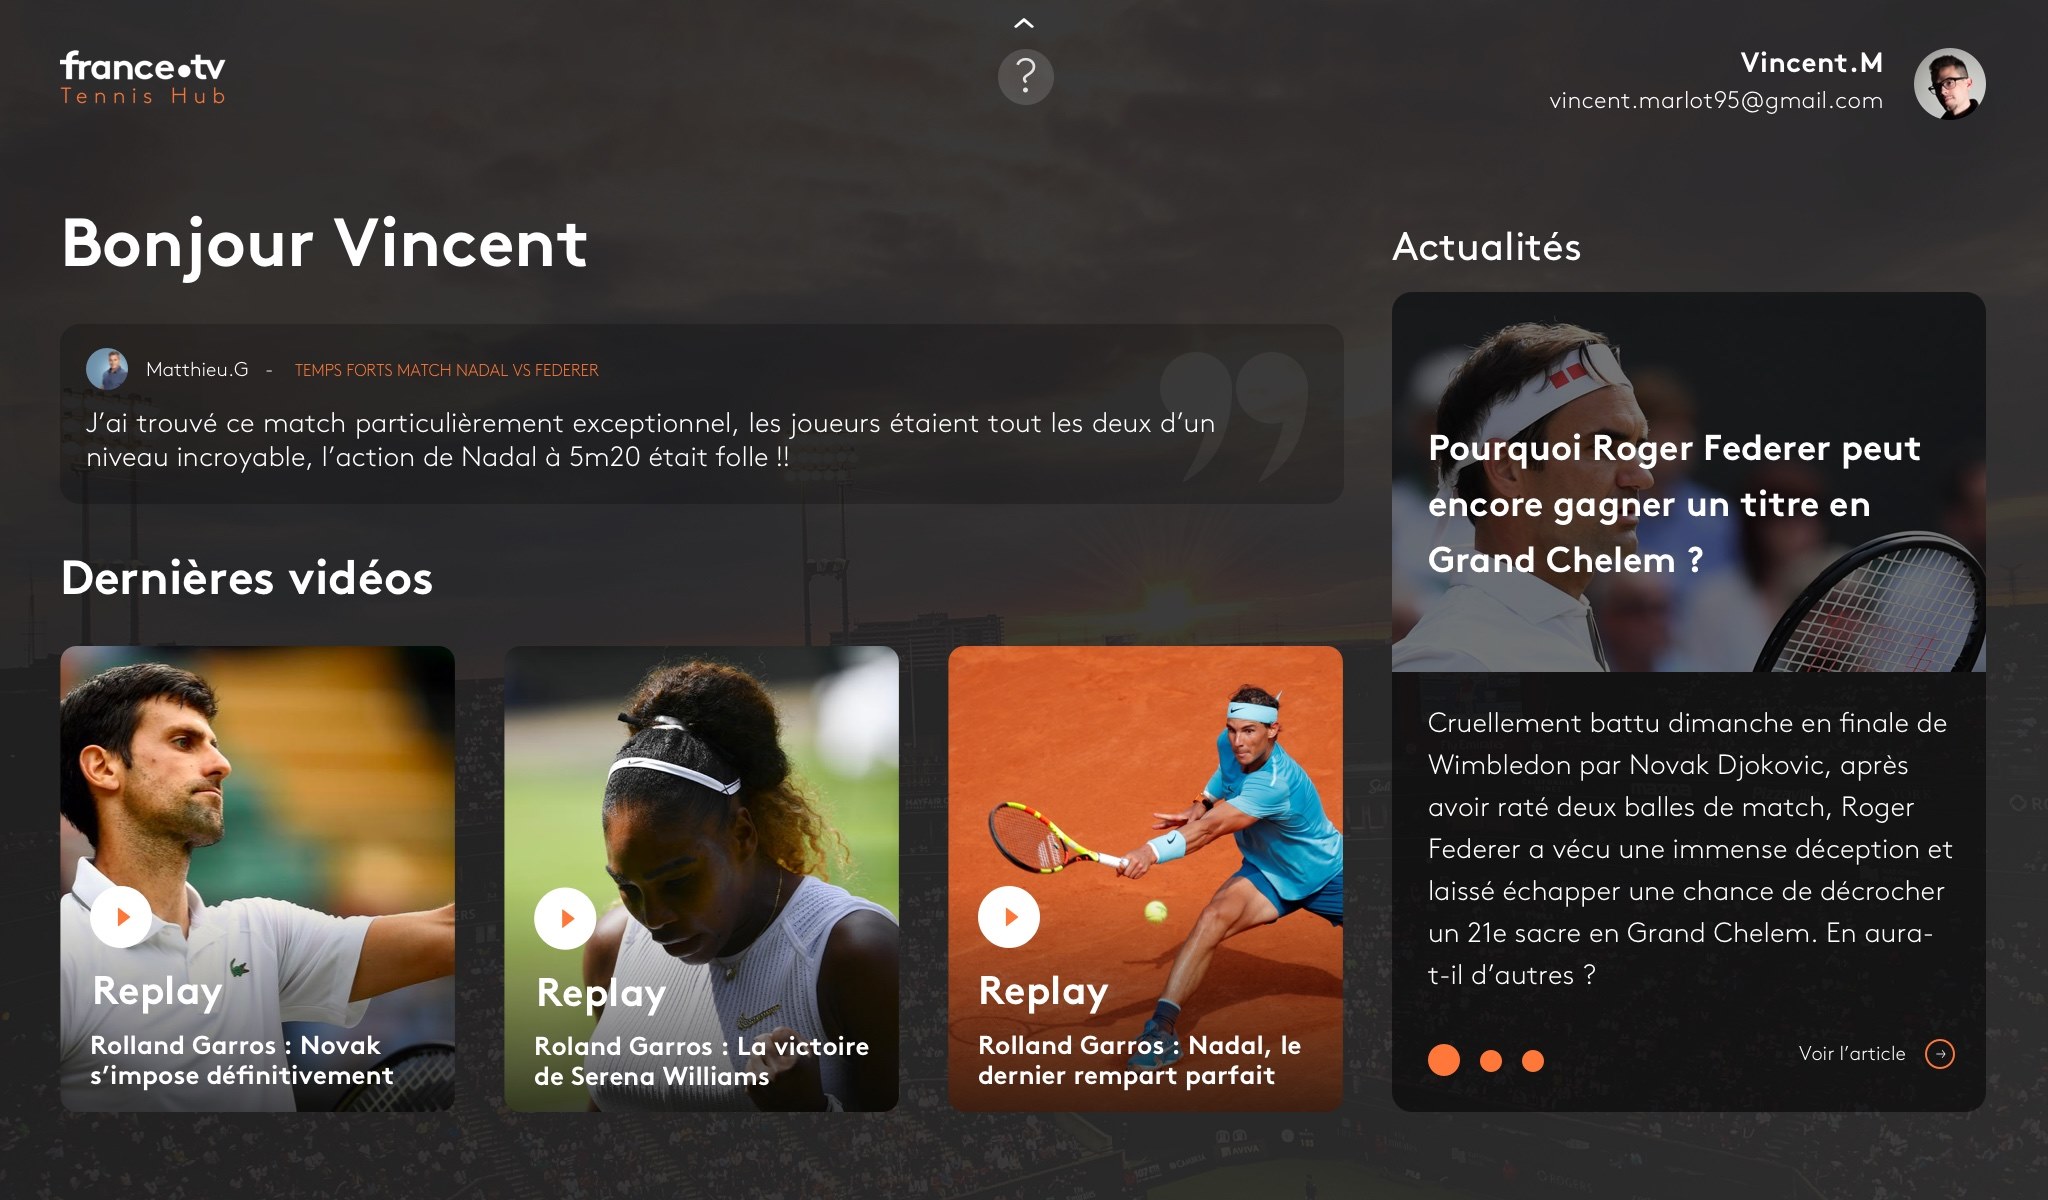 france•tv
Tennis Hub
?
Vincent.M
vincent.marlot95@gmail.com
Bonjour Vincent
Matthieu.G - TEMPS FORTS MATCH NADAL VS FEDERER
J’ai trouvé ce match particulièrement exceptionnel, les joueurs étaient tout les deux d’un
niveau incroyable, l’action de Nadal à 5m20 était folle !!
Dernières vidéos
Replay
Rolland Garros : Novak
s’impose définitivement
Replay
Roland Garros : La victoire
de Serena Williams
Replay
Rolland Garros : Nadal, le
dernier rempart parfait
Actualités
Pourquoi Roger Federer peut
encore gagner un titre en
Grand Chelem ?
Cruellement battu dimanche en finale de
Wimbledon par Novak Djokovic, après
avoir raté deux balles de match, Roger
Federer a vécu une immense déception et
laissé échapper une chance de décrocher
un 21e sacre en Grand Chelem. En aura-
t-il d’autres ?
Voir l’article